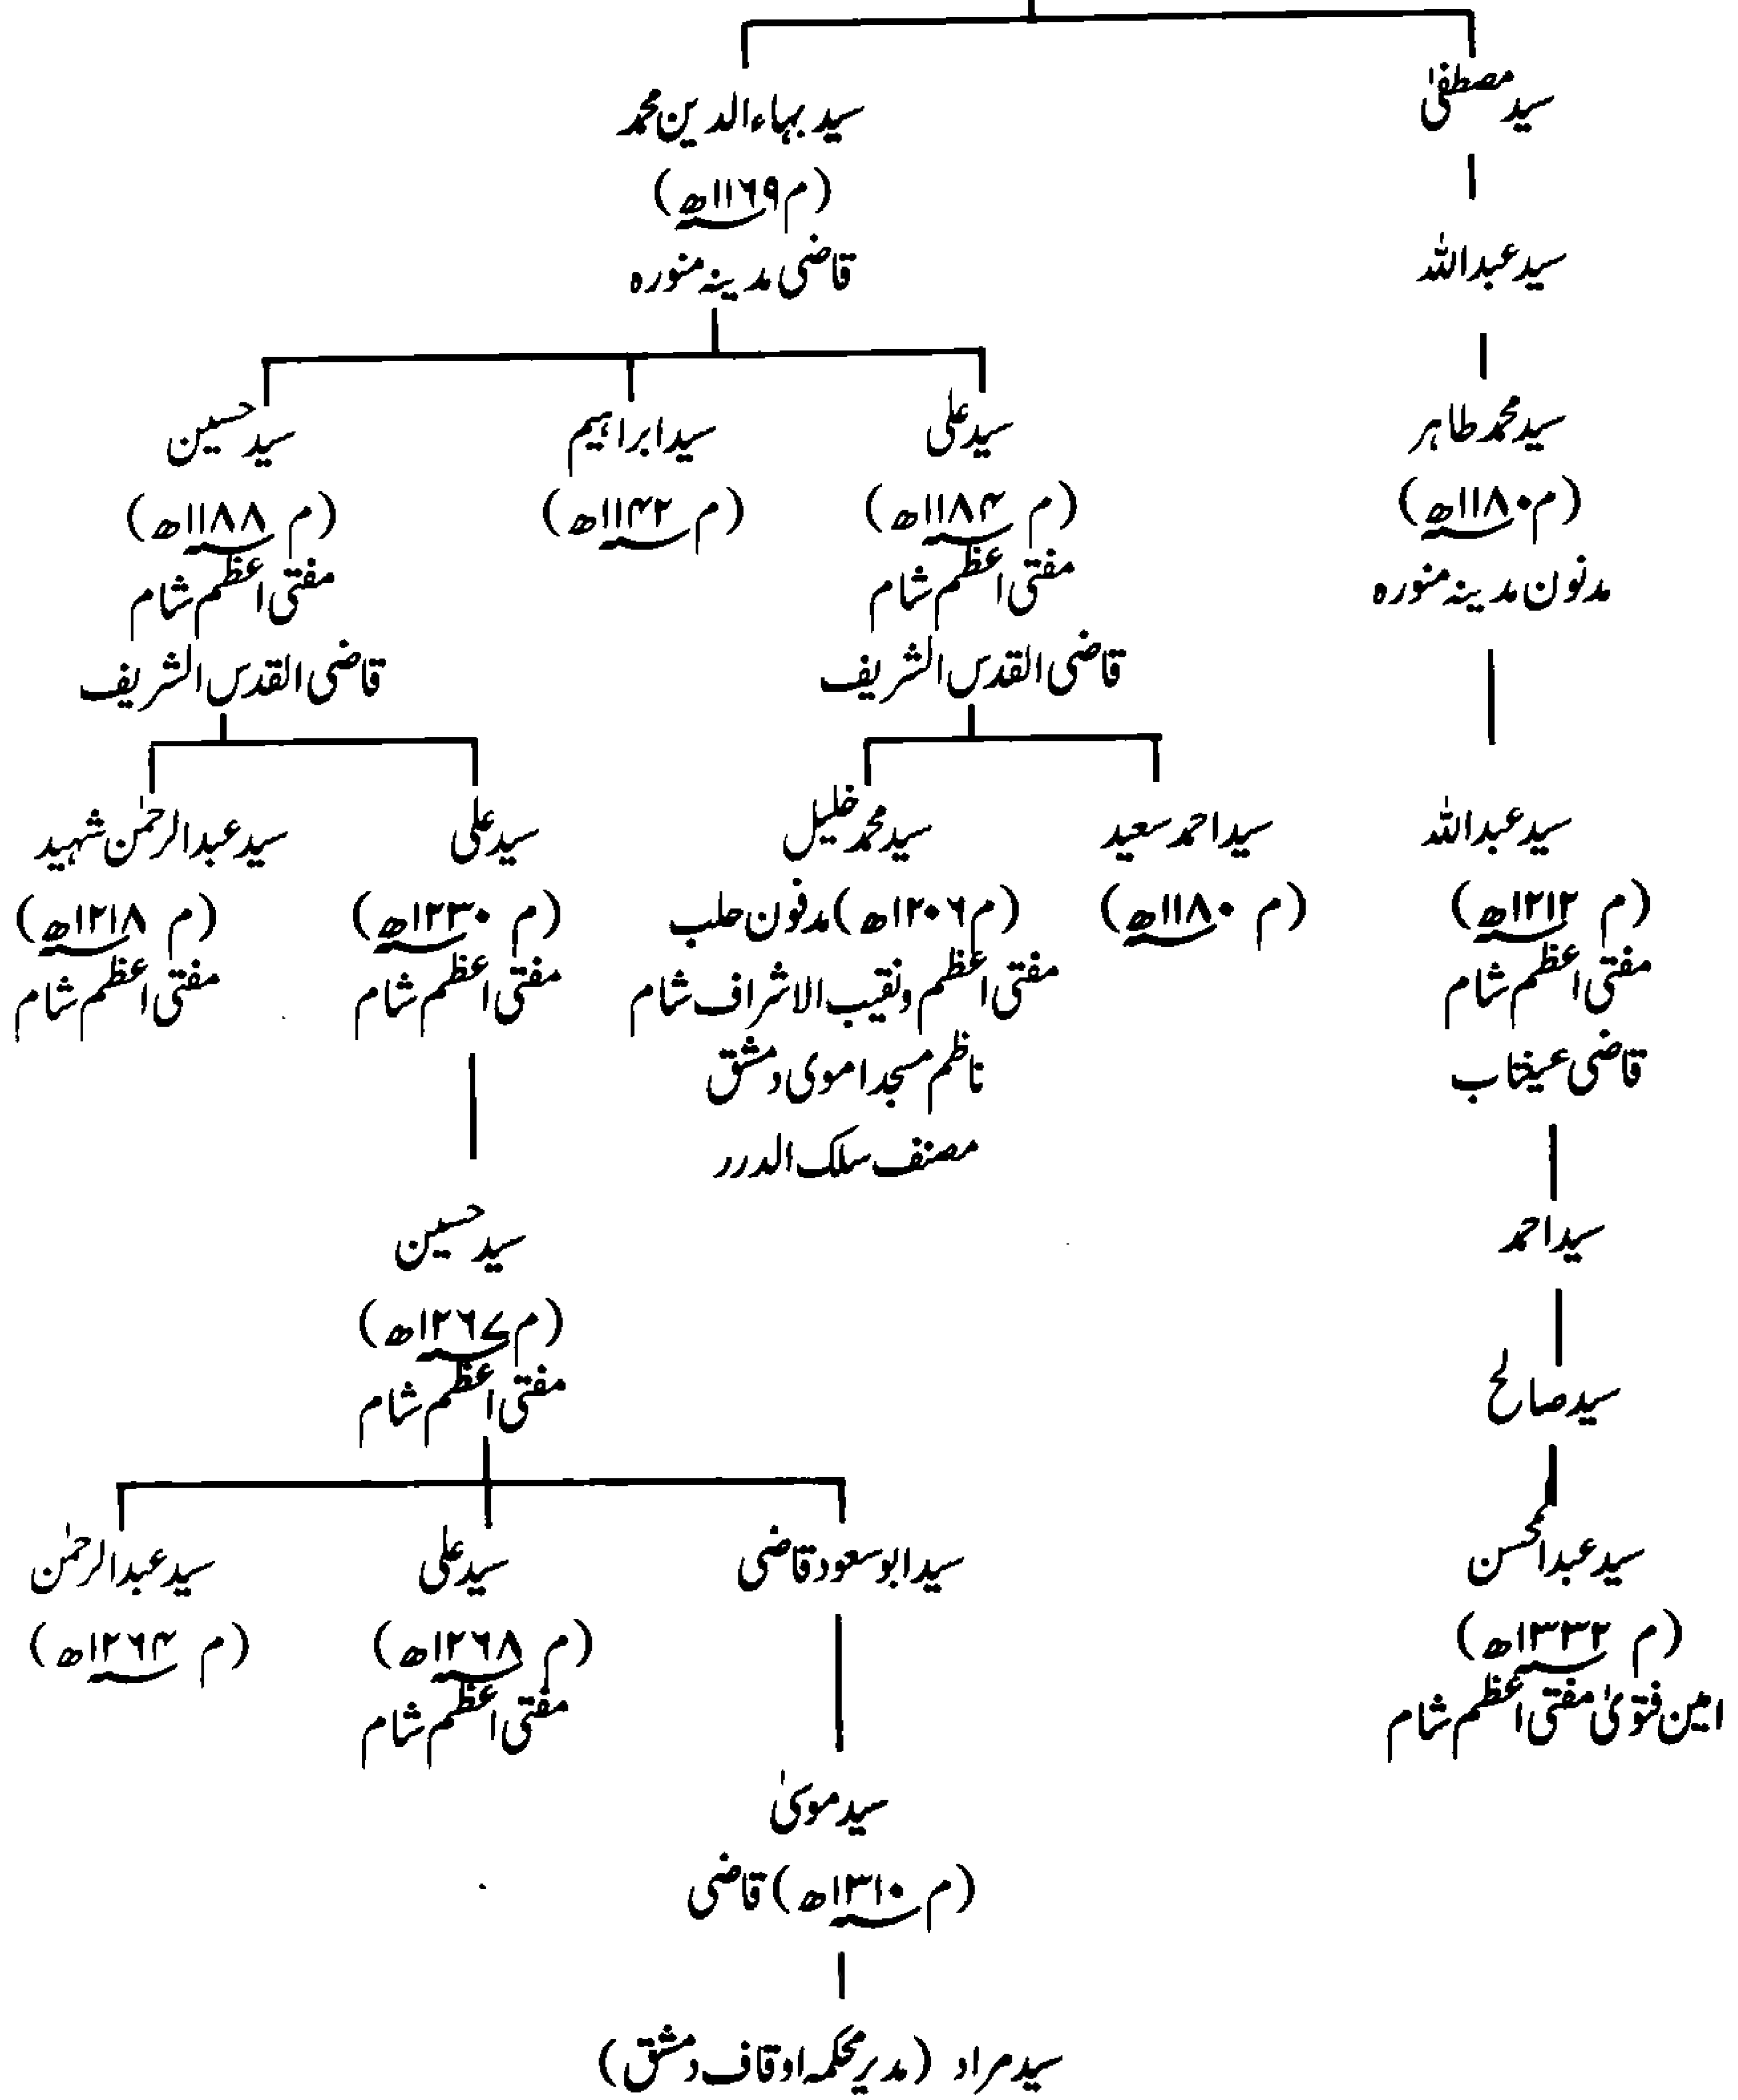 سید مصطفیٰ
سید عبداللہ
سید محمد طاہر
(م ۱۱۸۰ھ)
مدفون مدینہ منورہ
سید عبداللہ
(م ۱۲۱۲ھ)
مفتی اعظم شام
قاضی عینتاب
سید احمد
سید صالح
سید عبدالمحسن
(م ۱۳۳۲ھ)
امین فتویٰ مفتی اعظم شام
سید بہاءالدین محمد
(م ۱۱۶۹ھ)
قاضی مدینہ منورہ
سید علی
(م ۱۱۸۴ھ)
مفتی اعظم شام
قاضی القدس الشریف
سید احمد سعید
(م ۱۱۸۰ھ)
سید محمد خلیل
(م ۱۲۰۶ھ) مدفون حلب
مفتی اعظم ونقیب الاشراف شام
ناظم مسجد اموی دمشق
مصنف سلک الدرر
سید ابراہیم
(م ۱۱۴۲ھ)
سید حسین
(م ۱۱۸۸ھ)
مفتی اعظم شام
قاضی القدس الشریف
سید علی
(م ۱۲۳۰ھ)
مفتی اعظم شام
سید عبدالرحمٰن شہید
(م ۱۲۱۸ھ)
مفتی اعظم شام
سید حسین
(م ۱۲۶۷ھ)
مفتی اعظم شام
سید ابو سعود قاضی
سید موسیٰ
(م ۱۳۱۰ھ) قاضی
سید مراد (مدیر محکمہ اوقاف دمشق)
سید علی
(م ۱۲۶۸ھ)
مفتی اعظم شام
سید عبدالرحمٰن
(م ۱۲۶۴ھ)